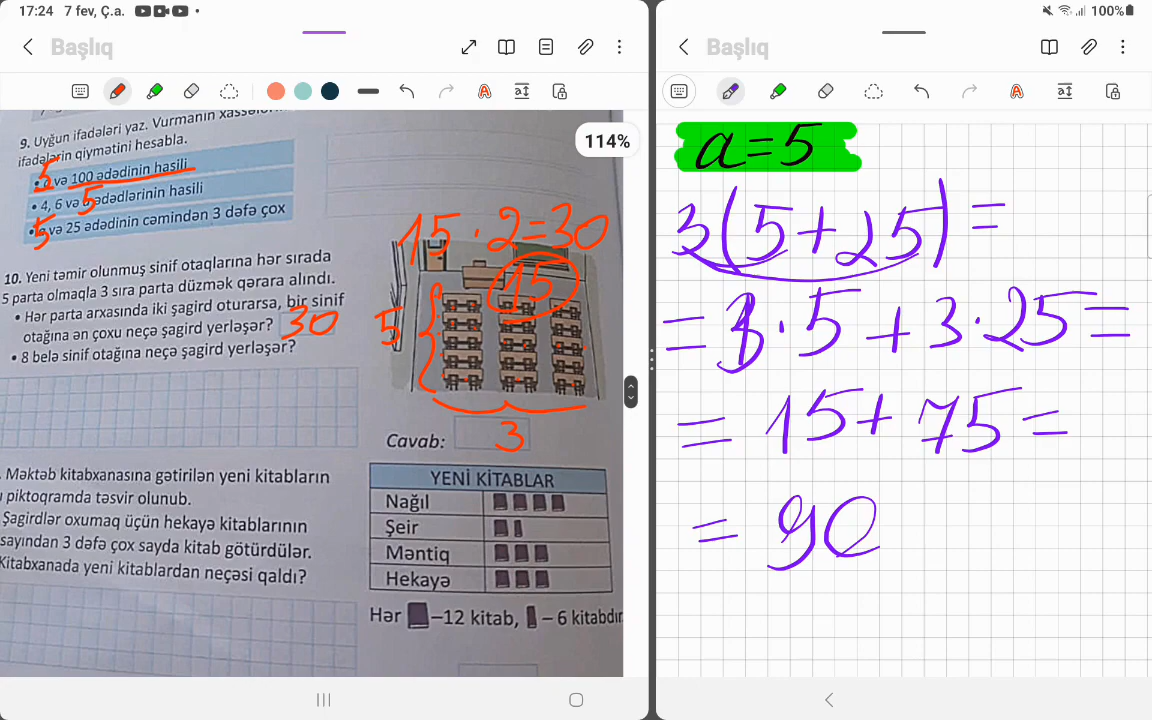 17:24 7 fev, Ç.a.
100%
Başlıq
Başlıq
114%
9. Uyğun ifadələri yaz. Vurmanın
ifadələrin qiymətini hesabla.
5 və 100 ədədinin hasili
• 4, 6 və 5 ədədlərinin hasili
5 və 25 ədədinin cəmindən 3 dəfə çox
15 · 2=30
10. Yeni təmir olunmuş sinif otaqlarına hər sırada
5 parta olmaqla 3 sıra parta düzmək qərara alındı.
• Hər parta arxasında iki şagird oturarsa, bir sinif
otağına ən çoxu neçə şagird yerləşər? 30
• 8 belə sinif otağına neçə şagird yerləşər?
15
5
3
Cavab:
Məktəb kitabxanasına gətirilən yeni kitabların
piktoqramda təsvir olunub.
Şagirdlər oxumaq üçün hekayə kitablarının
sayından 3 dəfə çox sayda kitab götürdülər.
Kitabxanada yeni kitablardan neçəsi qaldı?
YENİ KİTABLAR
Nağıl
Şeir
Məntiq
Hekayə
Hər –12 kitab, – 6 kitabdır
a=5
3(5+25)=
=3·5+3·25=
=15+75=
=90